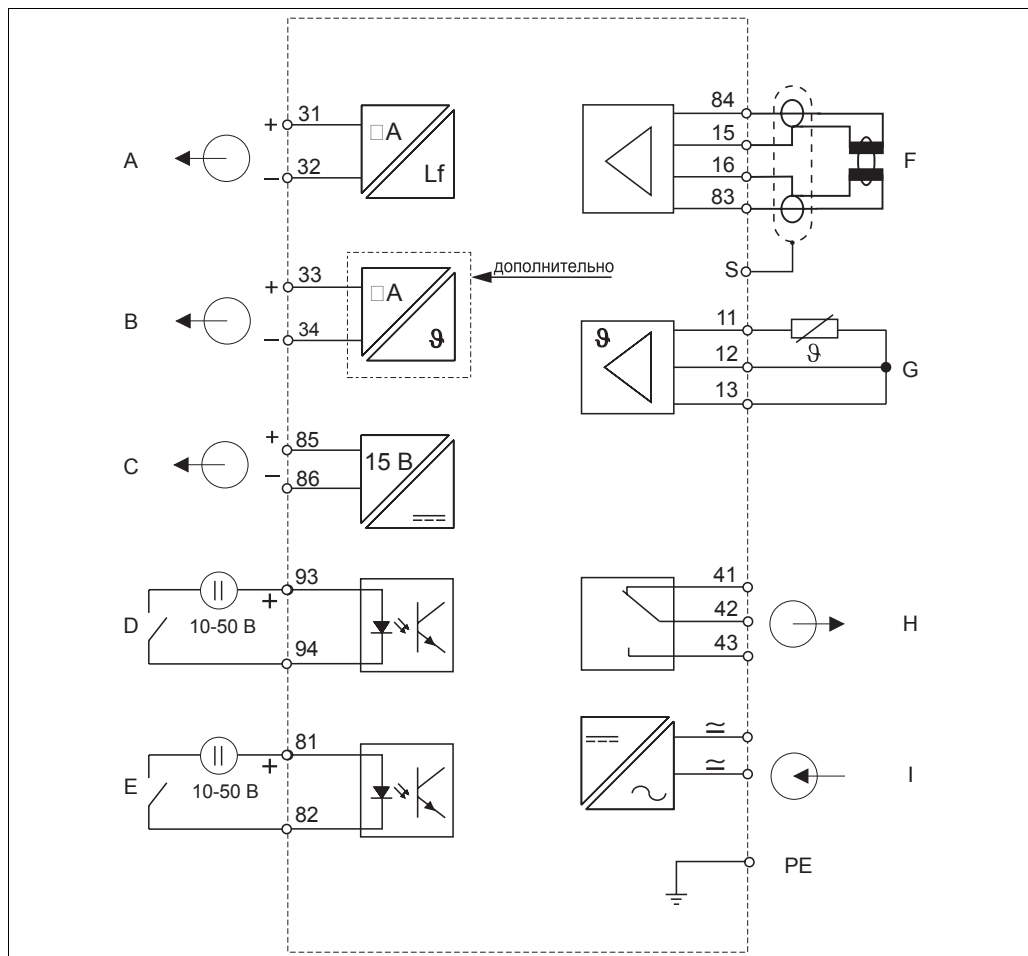 A
+
31
−
32
□A
Lf
B
+
33
−
34
□A
ϑ
дополнительно
C
+
85
−
86
15 В
D
10-50 В
+
93
94
E
10-50 В
+
81
82
84
15
16
83
S
F
ϑ
11
12
13
ϑ
G
41
42
43
H
≃
≃
I
PE